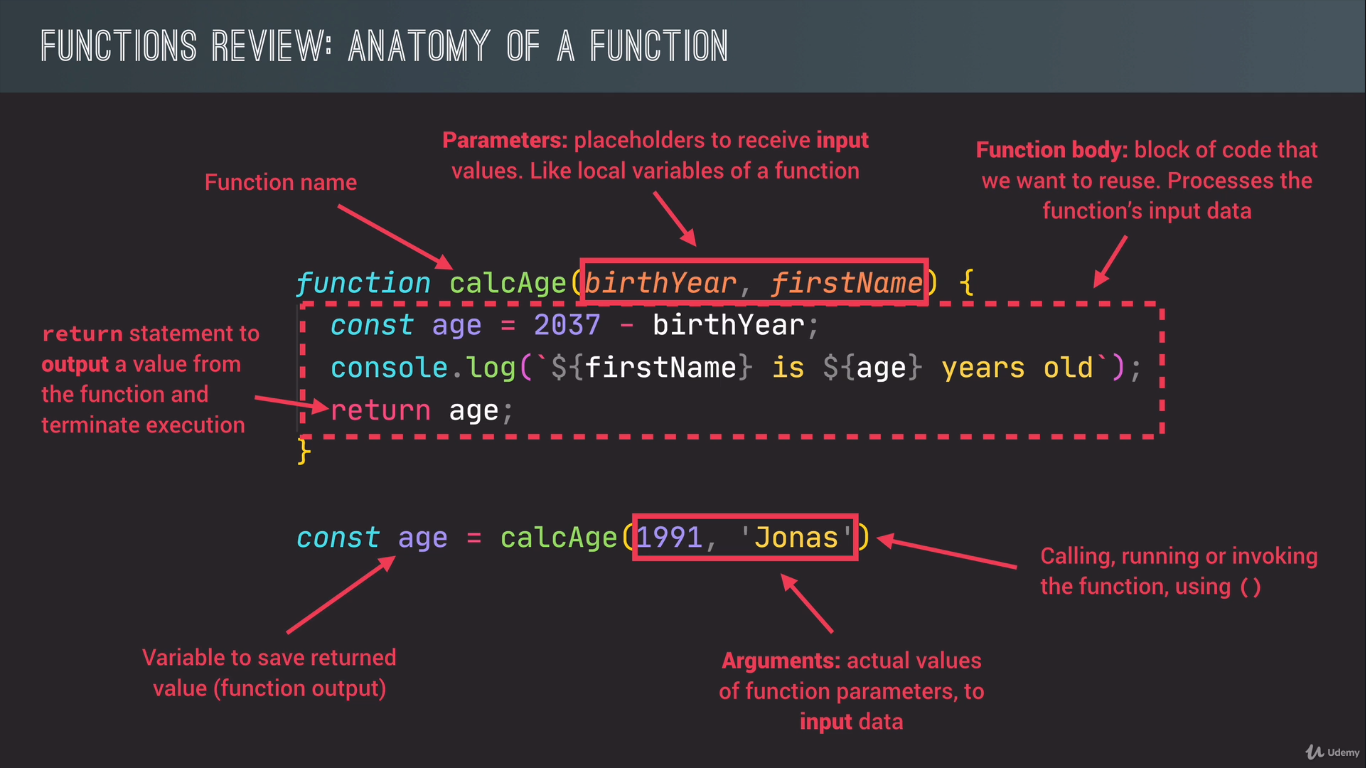 FUNCTIONS REVIEW: ANATOMY OF A FUNCTION
Parameters: placeholders to receive input
values. Like local variables of a function
Function body: block of code that
we want to reuse. Processes the
function’s input data
Function name
function calcAge(birthYear, firstName) {
const age = 2037 - birthYear;
console.log(`${firstName} is ${age} years old`);
return age;
}
return statement to
output a value from
the function and
terminate execution
const age = calcAge(1991, 'Jonas')
Calling, running or invoking
the function, using ()
Variable to save returned
value (function output)
Arguments: actual values
of function parameters, to
input data
Udemy